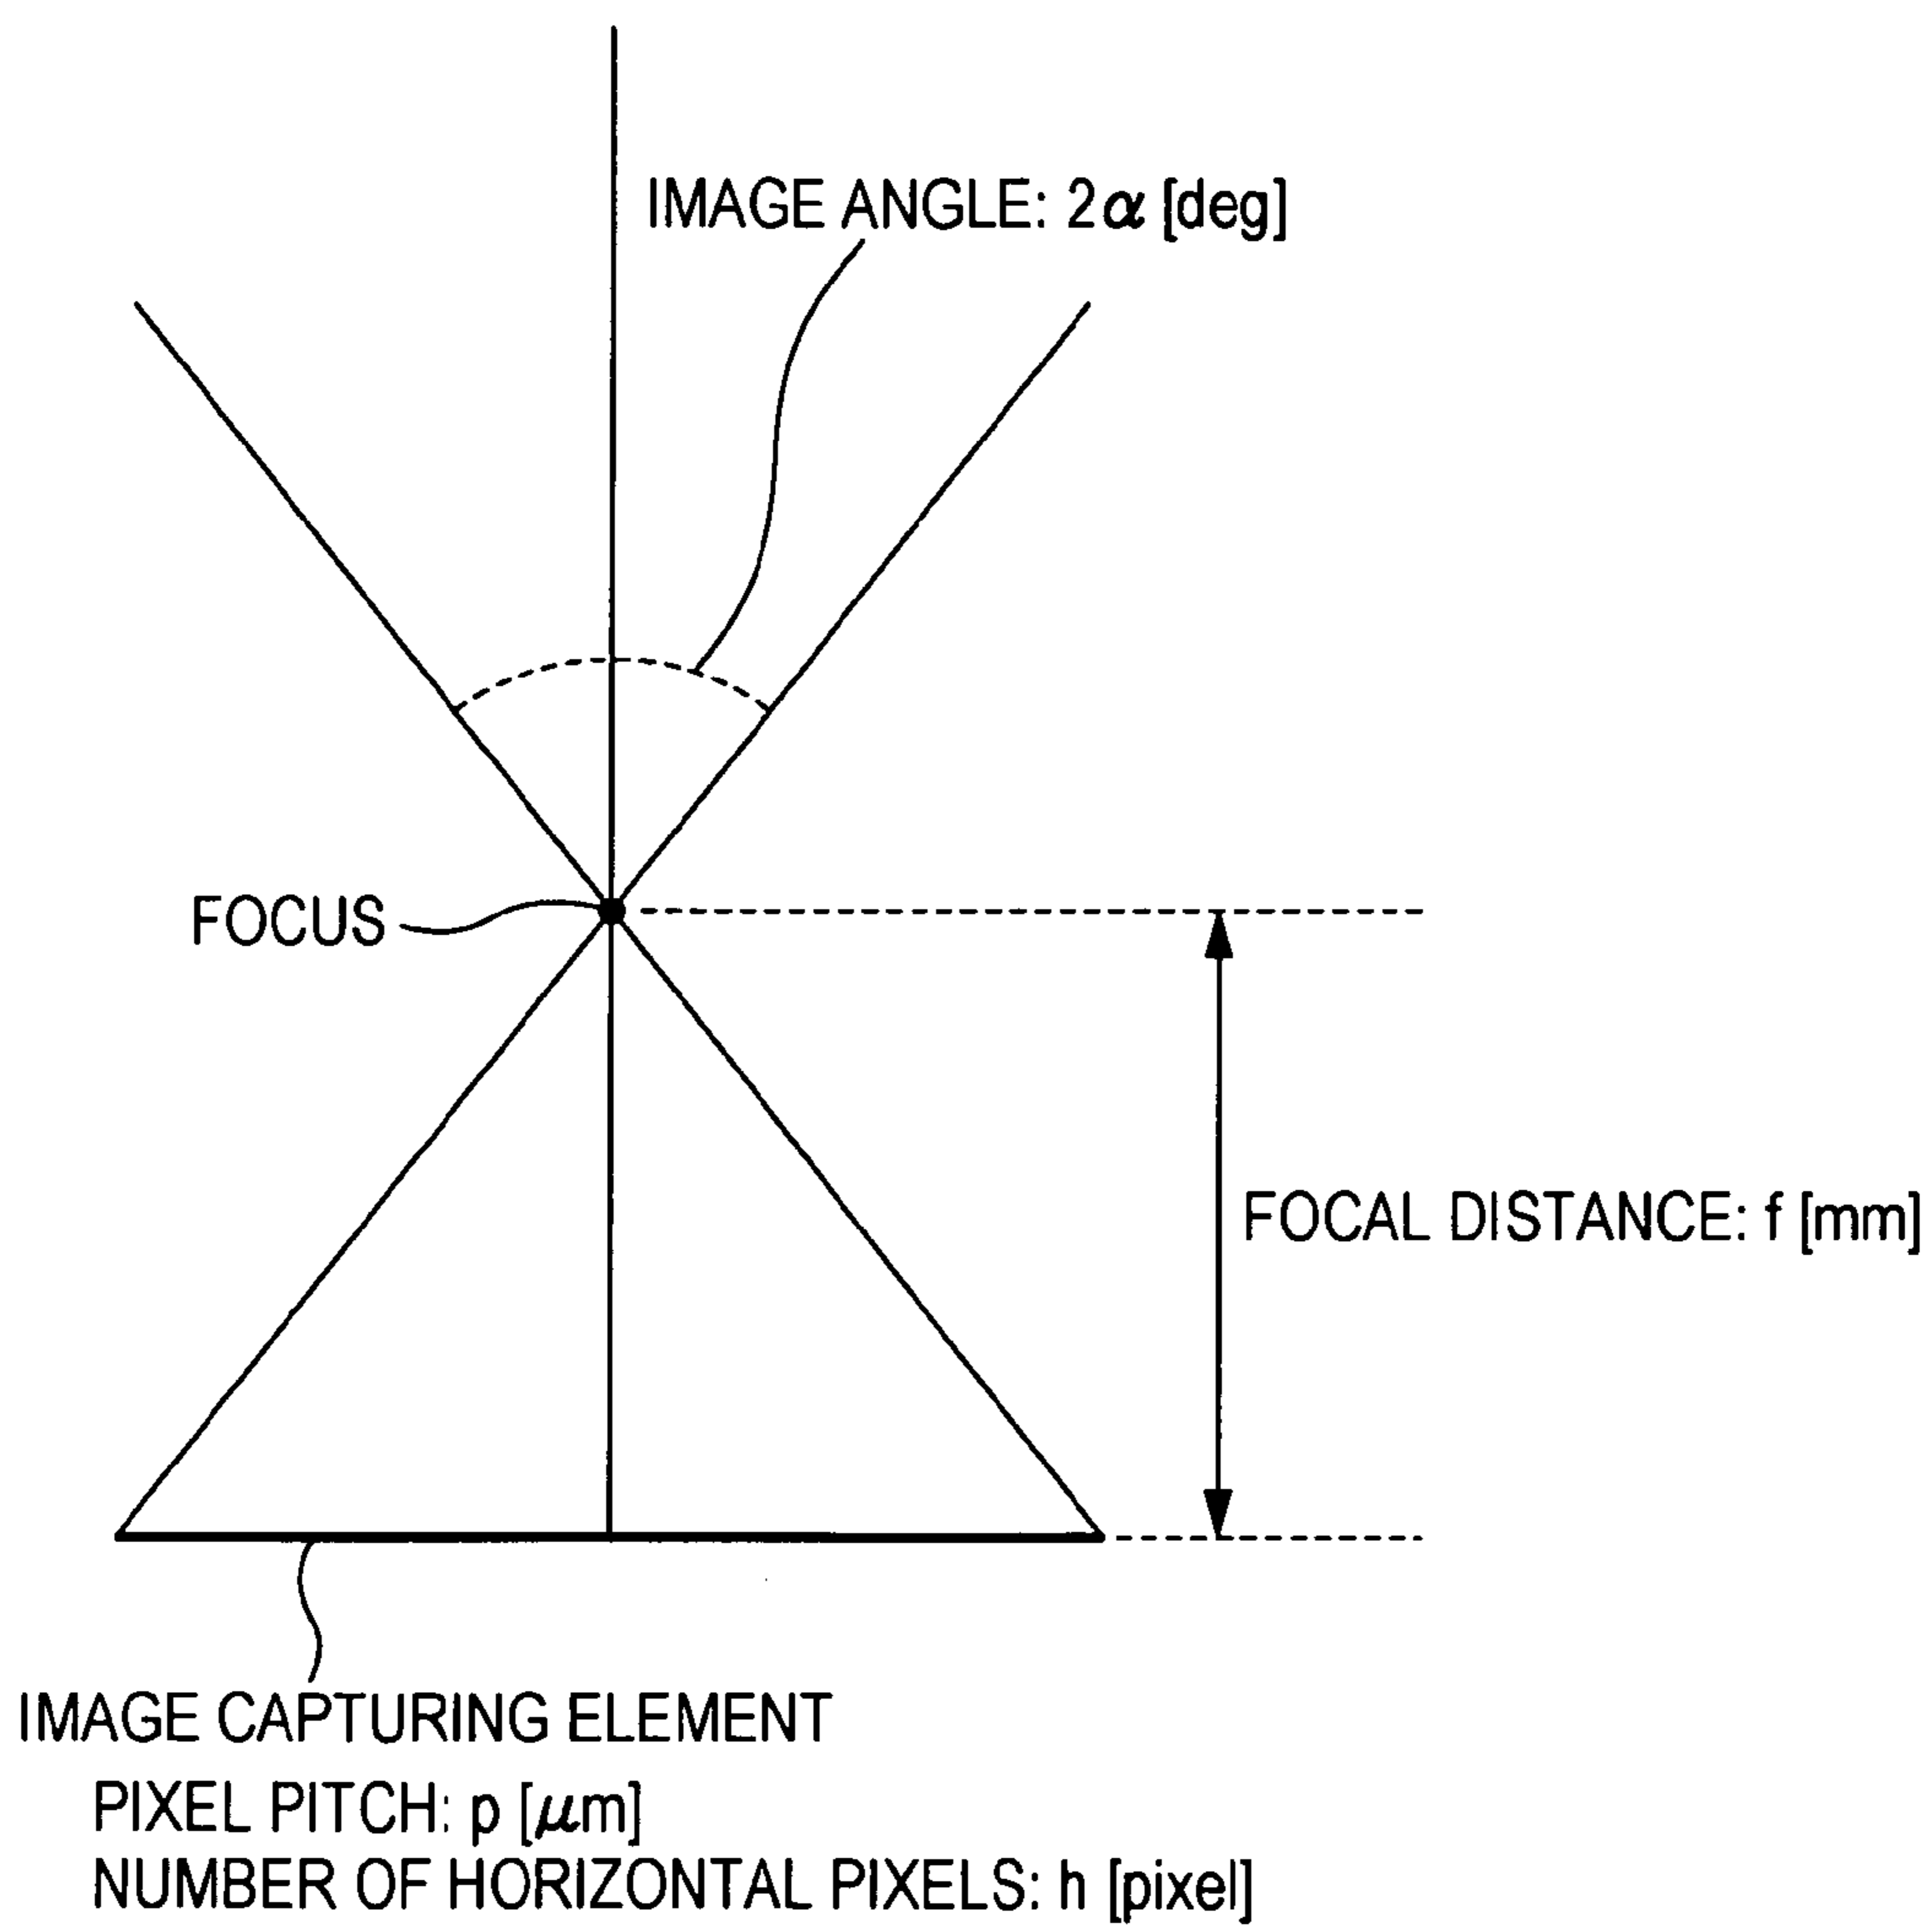 IMAGE ANGLE: 2α [deg]
FOCUS
FOCAL DISTANCE: f [mm]
IMAGE CAPTURING ELEMENT
PIXEL PITCH: p [μm]
NUMBER OF HORIZONTAL PIXELS: h [pixel]